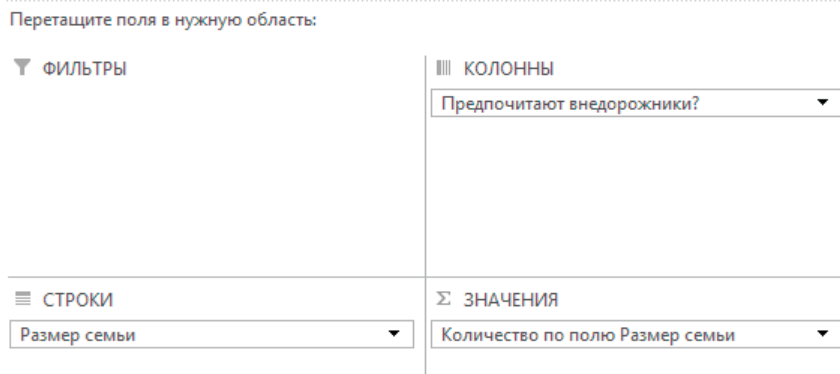 Перетащите поля в нужную область:
ФИЛЬТРЫ
КОЛОННЫ
Предпочитают внедорожники?
СТРОКИ
Размер семьи
ЗНАЧЕНИЯ
Количество по полю Размер семьи